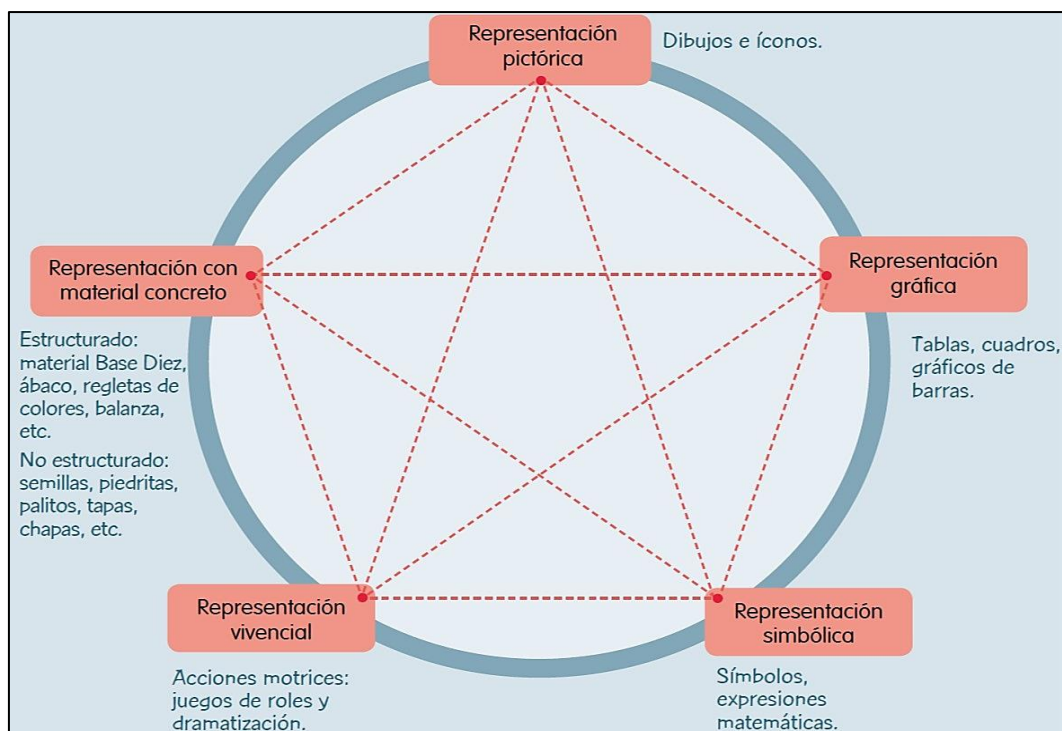 Representación
pictórica
Dibujos e íconos.
Representación con
material concreto
Estructurado:
material Base Diez,
ábaco, regletas de
colores, balanza,
etc.
No estructurado:
semillas, piedritas,
palitos, tapas,
chapas, etc.
Representación
gráfica
Tablas, cuadros,
gráficos de
barras.
Representación
vivencial
Acciones motrices:
juegos de roles y
dramatización.
Representación
simbólica
Símbolos,
expresiones
matemáticas.